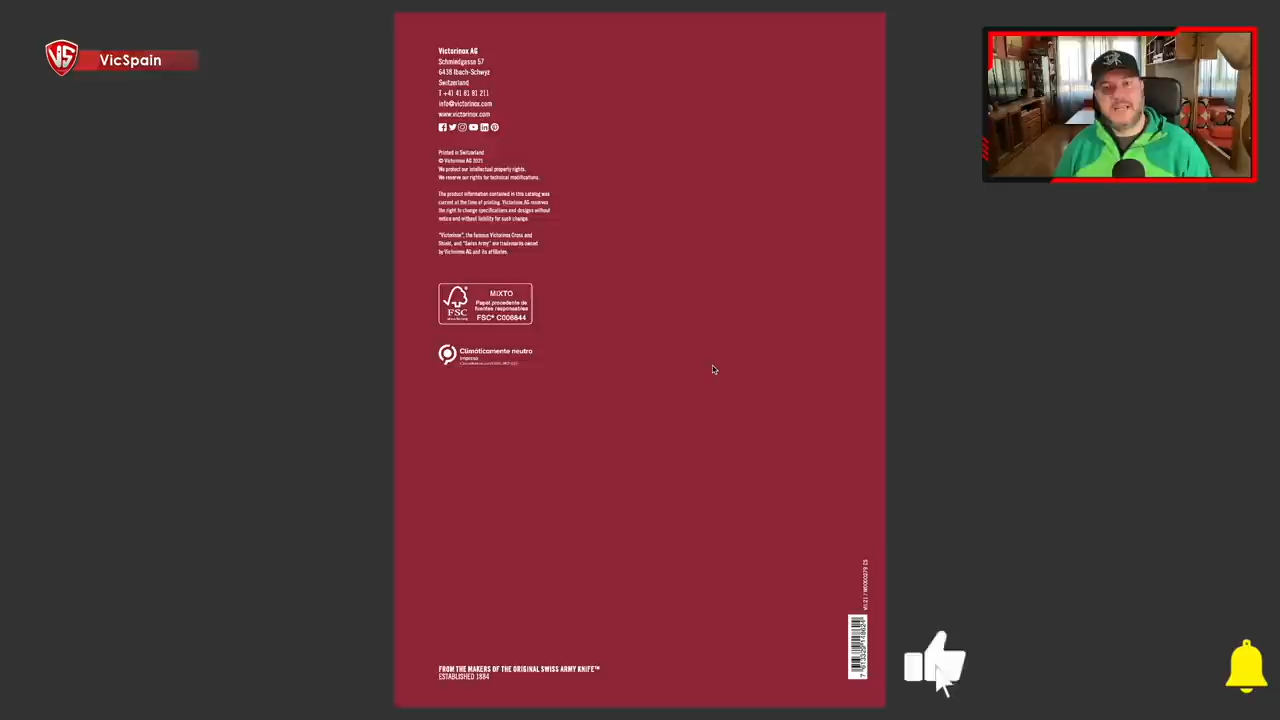 VicSpain
Victorinox AG
Schmiedgasse 57
6438 Ibach-Schwyz
Switzerland
T +41 41 81 81 211
info@victorinox.com
www.victorinox.com
Printed in Switzerland
© Victorinox AG 2021
We protect our intellectual property rights.
We reserve our rights for technical modifications.
The product information contained in this catalog was
current at the time of printing. Victorinox AG reserves
the right to change specifications and designs without
notice and without liability for such change.
"Victorinox", the famous Victorinox Cross and
Shield, and "Swiss Army" are trademarks owned
by Victorinox AG and its affiliates.
FSC
www.fsc.org
MIXTO
Papel procedente de
fuentes responsables
FSC® C006844
Climáticamente neutro
Impreso
FROM THE MAKERS OF THE ORIGINAL SWISS ARMY KNIFE™
ESTABLISHED 1884